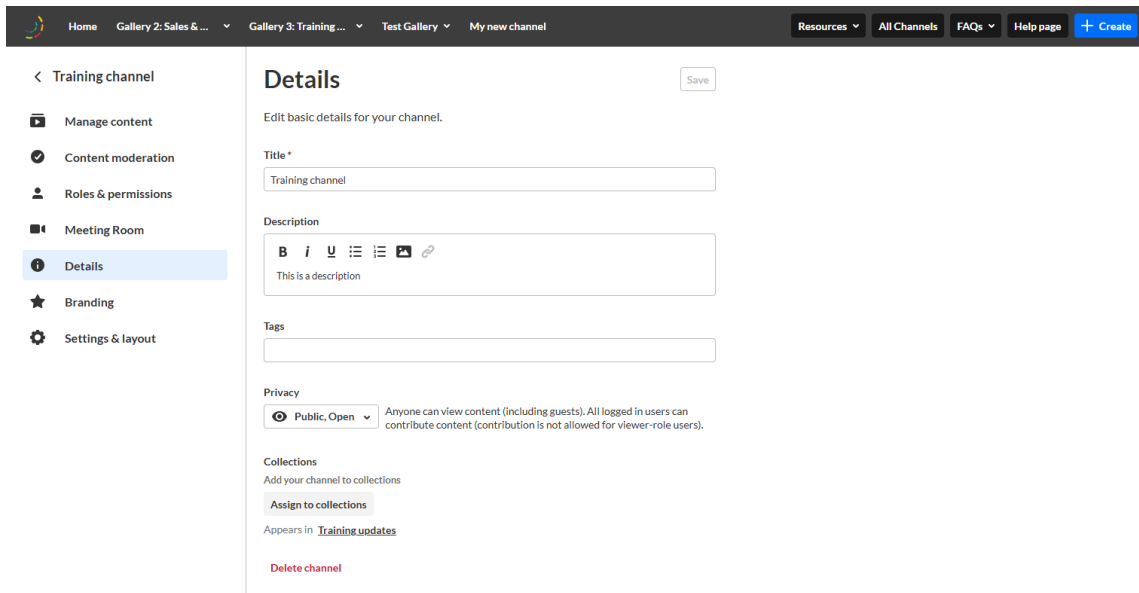 Home Gallery 2: Sales & ... Gallery 3: Training ... Test Gallery My new channel Resources All Channels FAQs Help page + Create
Training channel
Manage content
Content moderation
Roles & permissions
Meeting Room
Details
Branding
Settings & layout
Details
Save
Edit basic details for your channel.
Title *
Training channel
Description
B i U
This is a description
Tags
Privacy
Public, Open
Anyone can view content (including guests). All logged in users can
contribute content (contribution is not allowed for viewer-role users).
Collections
Add your channel to collections
Assign to collections
Appears in Training updates
Delete channel